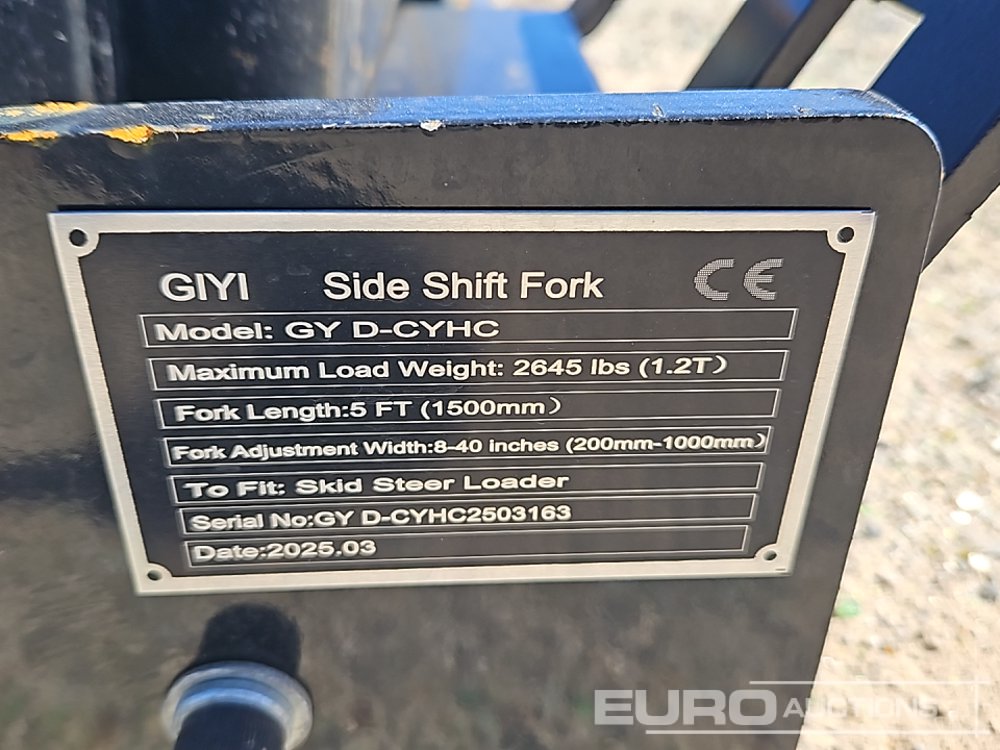 GIYI Side Shift Fork CE
Model: GY D-CYHC
Maximum Load Weight: 2645 lbs (1.2T)
Fork Length:5 FT (1500mm)
Fork Adjustment Width:8-40 inches (200mm-1000mm)
To Fit: Skid Steer Loader
Serial No:GY D-CYHC2503163
Date:2025.03
EURO AUCTIONS